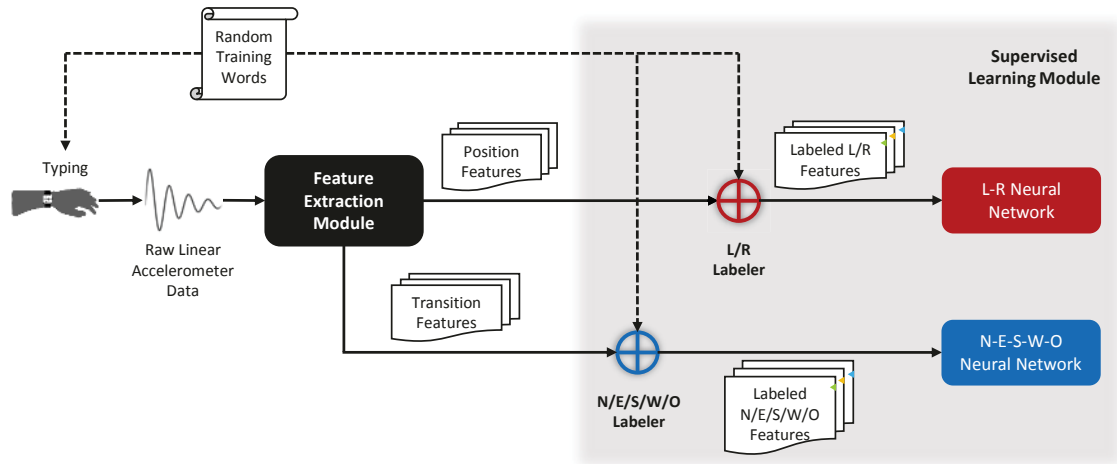 Random
Training
Words
Supervised
Learning Module
Typing
Position
Features
Labeled L/R
Features
Feature
Extraction
Module
L-R Neural
Network
Raw Linear
Accelerometer
Data
L/R
Labeler
Transition
Features
N-E-S-W-O
Neural Network
N/E/S/W/O
Labeler
Labeled
N/E/S/W/O
Features